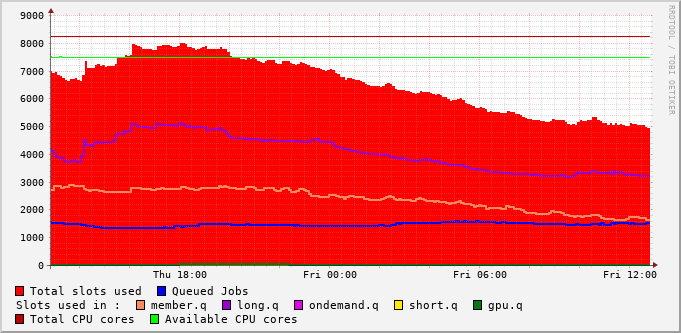 9000
8000
7000
6000
5000
4000
3000
2000
1000
0
Thu 18:00 Fri 00:00 Fri 06:00 Fri 12:00
Total slots used Queued Jobs
Slots used in : member.q long.q ondemand.q short.q gpu.q
Total CPU cores Available CPU cores
RRDTOOL / TOBI OETIKER